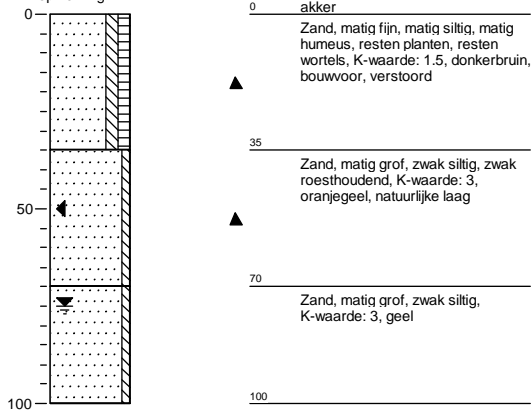 0
0
akker
Zand, matig fijn, matig siltig, matig
humeus, resten planten, resten
wortels, K-waarde: 1.5, donkerbruin,
bouwvoor, verstoord
35
Zand, matig grof, zwak siltig, zwak
roesthoudend, K-waarde: 3,
oranjegeel, natuurlijke laag
50
70
Zand, matig grof, zwak siltig,
K-waarde: 3, geel
100
100